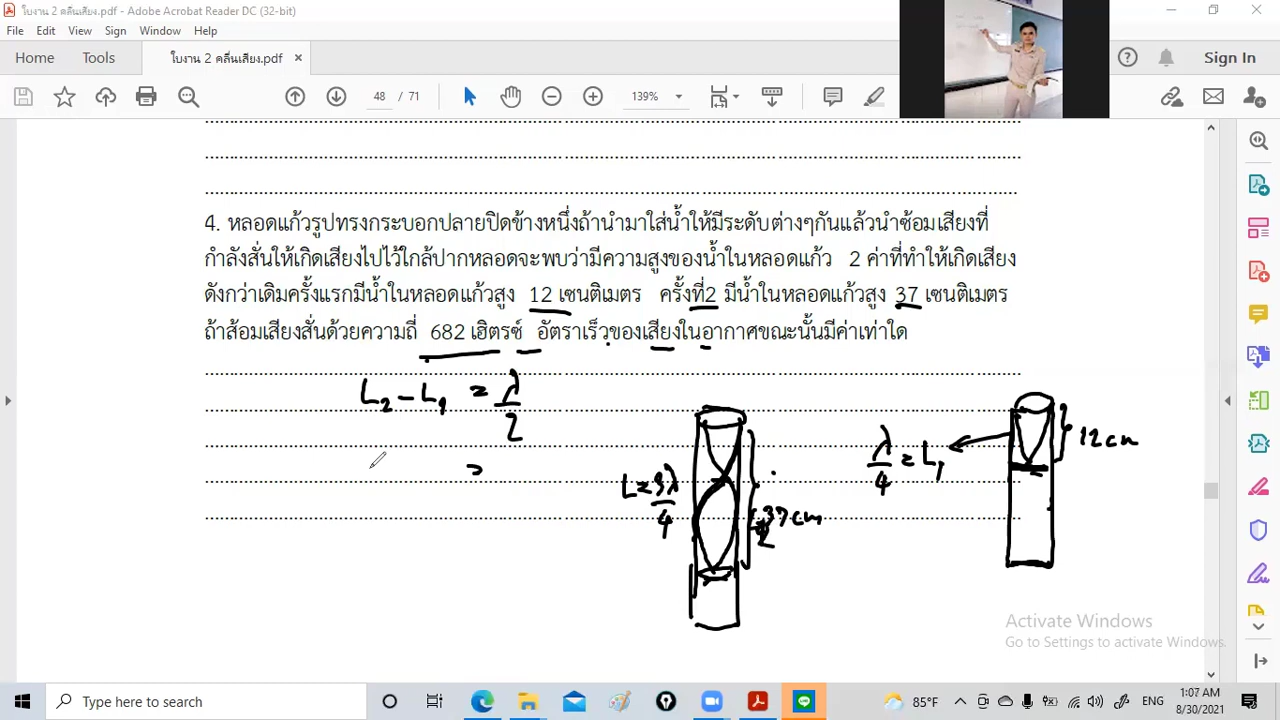 ใบงาน 2 คลื่นเสียง.pdf - Adobe Acrobat Reader DC (32-bit)
File Edit View Sign Window Help
Home Tools ใบงาน 2 คลื่นเสียง.pdf × Sign In
48 / 71 139%
4. หลอดแก้วรูปทรงกระบอกปลายปิดข้างหนึ่งถ้านำมาใส่น้ำให้มีระดับต่างๆกันแล้วนำซ้อมเสียงที่
กำลังสั่นให้เกิดเสียงไปไว้ใกล้ปากหลอดจะพบว่ามีความสูงของน้ำในหลอดแก้ว 2 ค่าที่ทำให้เกิดเสียง
ดังกว่าเดิมครั้งแรกมีน้ำในหลอดแก้วสูง 12 เซนติเมตร ครั้งที่2 มีน้ำในหลอดแก้วสูง 37 เซนติเมตร
ถ้าส้อมเสียงสั่นด้วยความถี่ 682 เฮิตรซ์ อัตราเร็วของเสียงในอากาศขณะนั้นมีค่าเท่าใด
L2 - L1 = λ/2
=
L = 3λ/4
37 cm
λ/4 = L1
12 cm
Activate Windows
Go to Settings to activate Windows.
Type here to search
85°F ENG
1:07 AM
8/30/2021